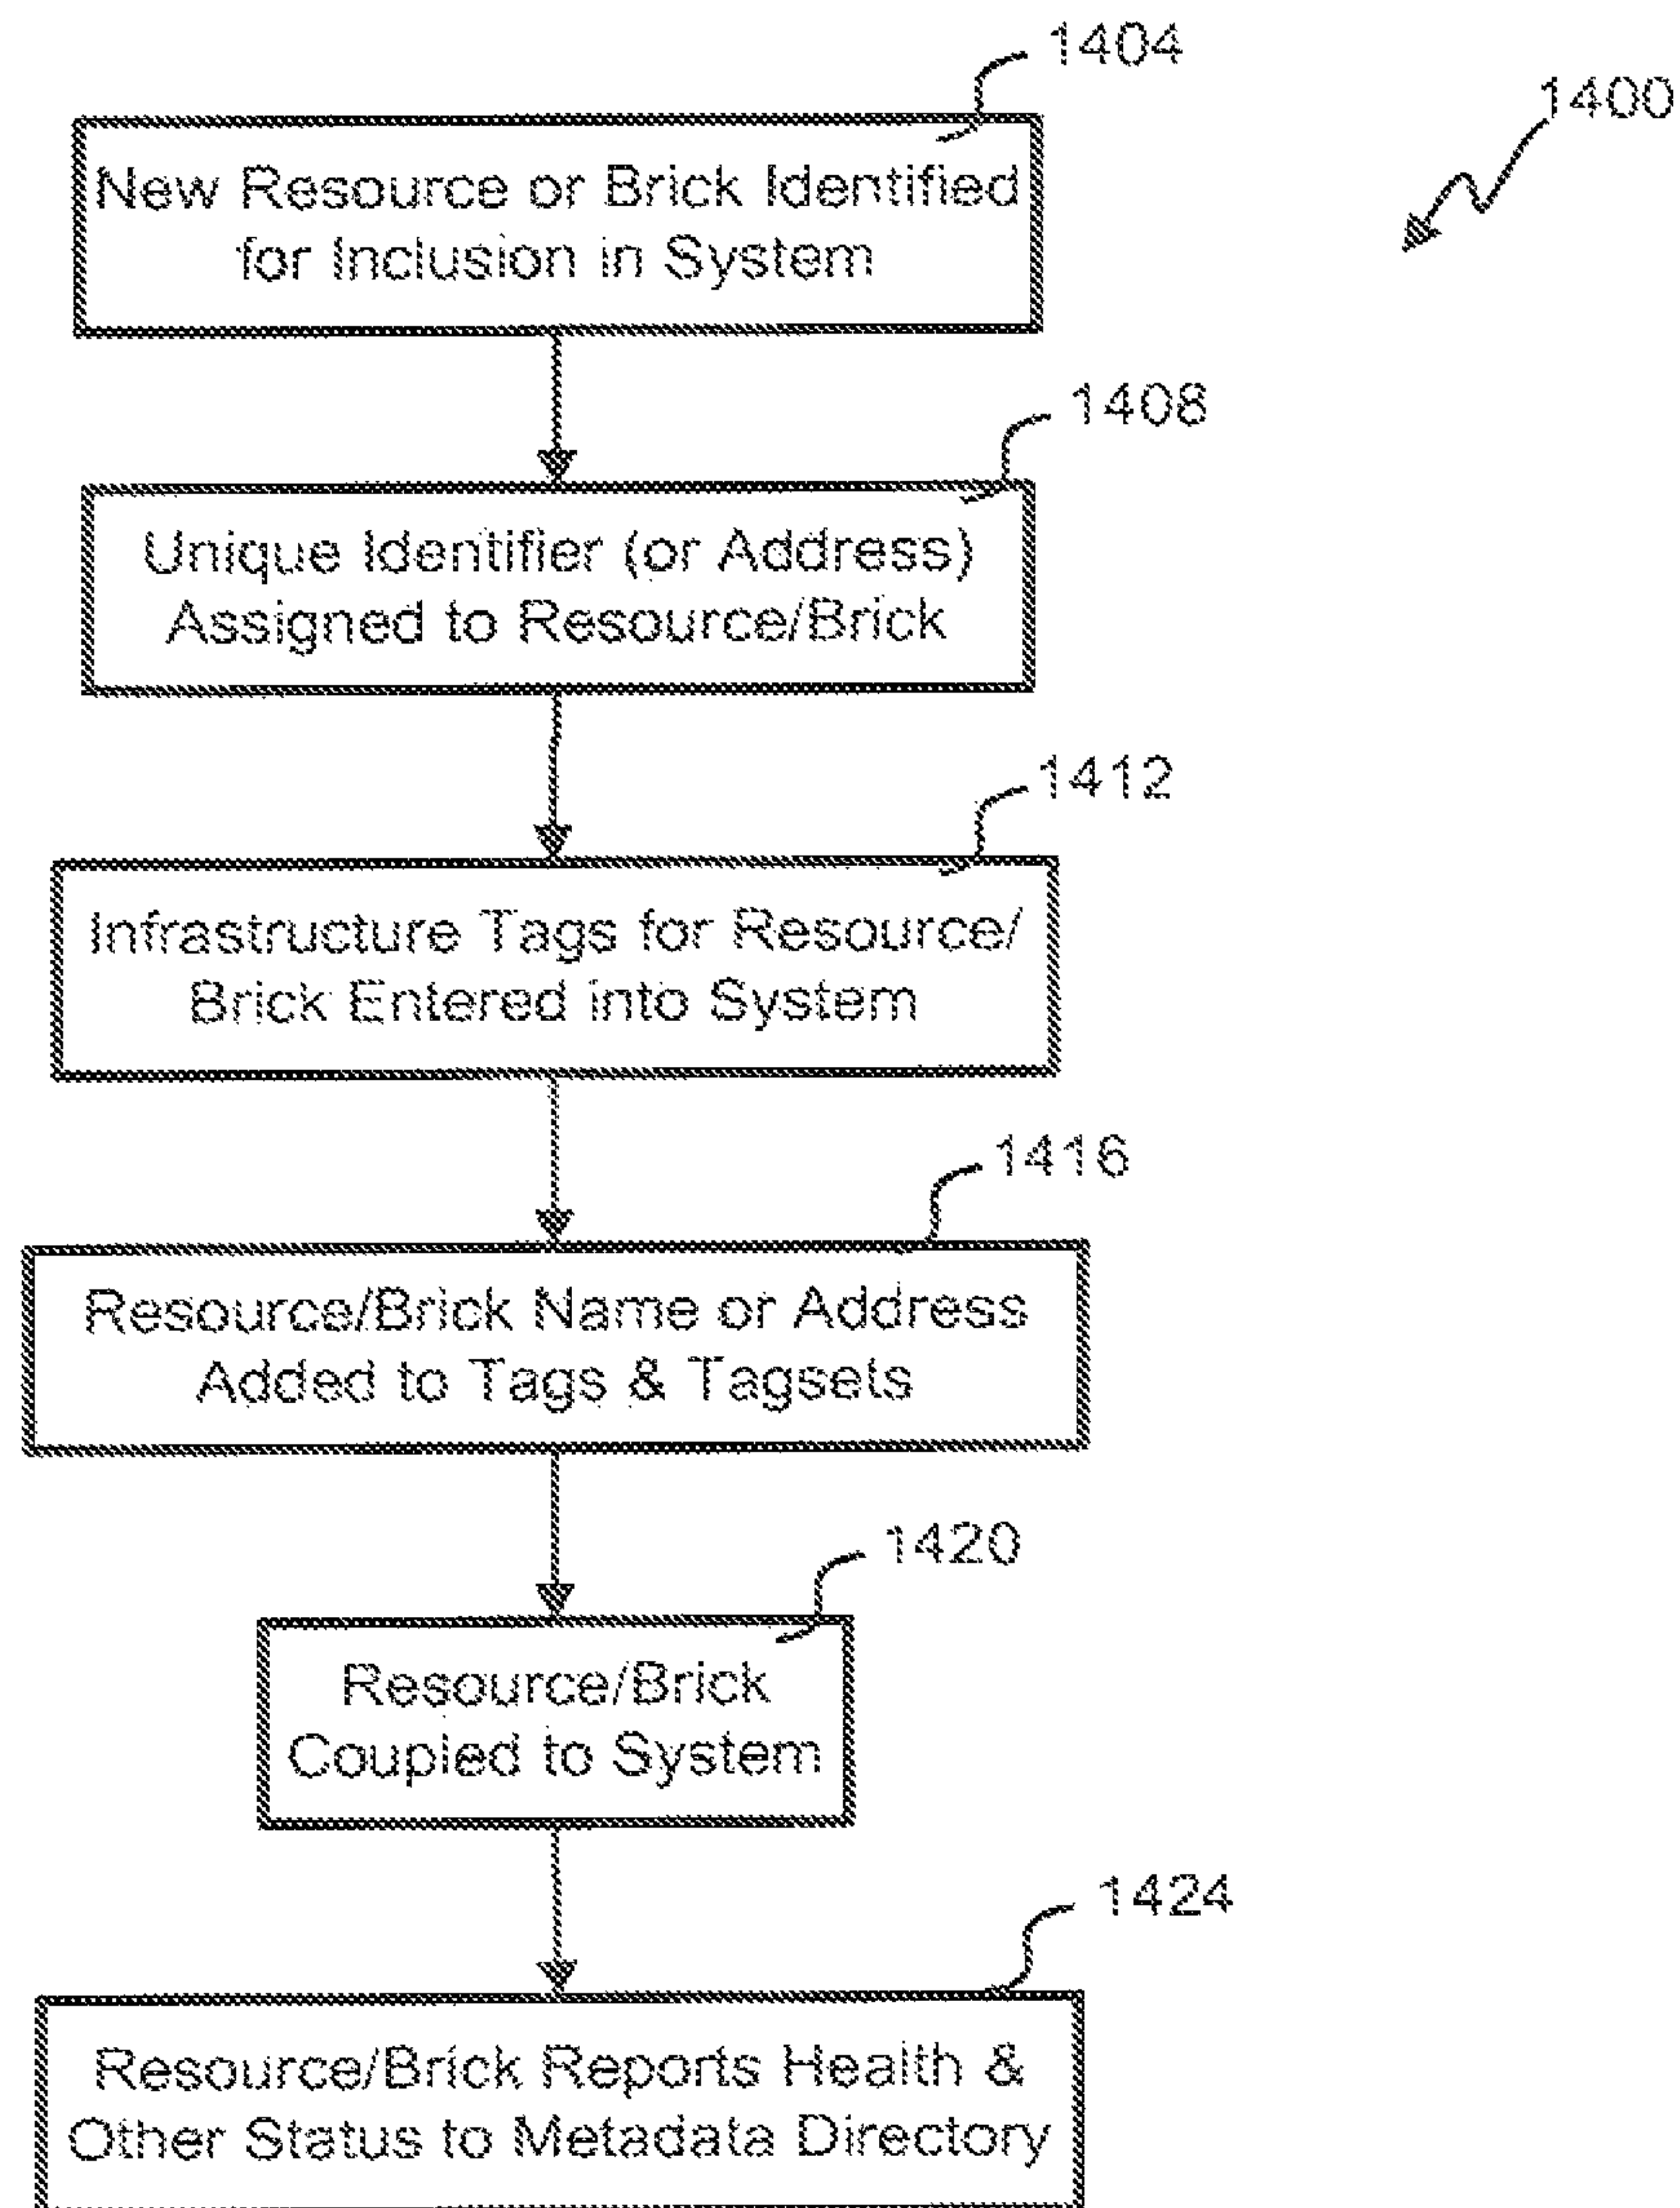 1404
1400
New Resource or Brick Identified
for Inclusion in System
1408
Unique Identifier (or Address)
Assigned to Resource/Brick
1412
Infrastructure Tags for Resource/
Brick Entered into System
1416
Resource/Brick Name or Address
Added to Tags & Tagsets
1420
Resource/Brick
Coupled to System
1424
Resource/Brick Reports Health &
Other Status to Metadata Directory